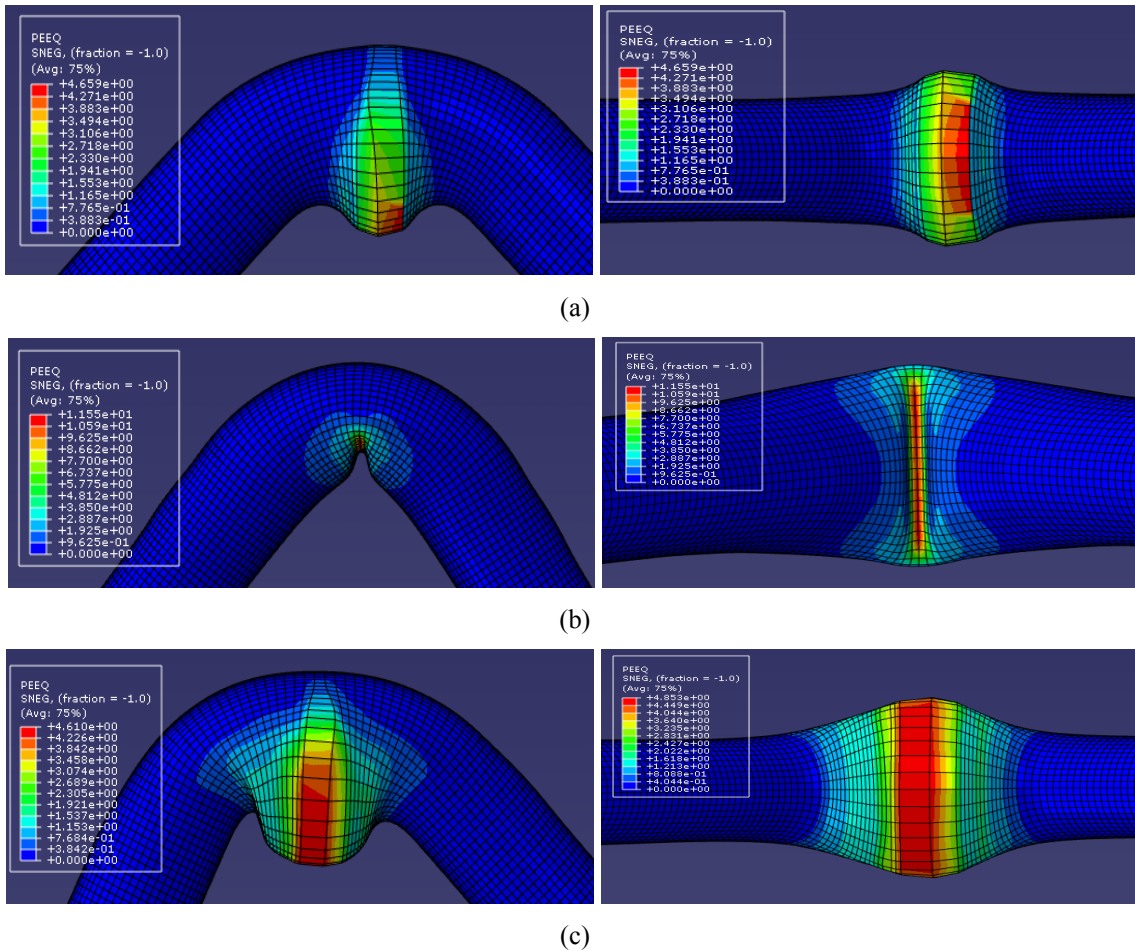 PEEQ
SNEG, (fraction = -1.0)
(Avg: 75%)
+4.659e+00
+4.271e+00
+3.883e+00
+3.494e+00
+3.106e+00
+2.718e+00
+2.330e+00
+1.941e+00
+1.553e+00
+1.165e+00
+7.765e-01
+3.883e-01
+0.000e+00
PEEQ
SNEG, (fraction = -1.0)
(Avg: 75%)
+4.659e+00
+4.271e+00
+3.883e+00
+3.494e+00
+3.106e+00
+2.718e+00
+2.330e+00
+1.941e+00
+1.553e+00
+1.165e+00
+7.765e-01
+3.883e-01
+0.000e+00
(a)
PEEQ
SNEG, (fraction = -1.0)
(Avg: 75%)
+1.155e+01
+1.059e+01
+9.625e+00
+8.662e+00
+7.700e+00
+6.737e+00
+5.775e+00
+4.812e+00
+3.850e+00
+2.887e+00
+1.925e+00
+9.625e-01
+0.000e+00
PEEQ
SNEG, (fraction = -1.0)
(Avg: 75%)
+1.155e+01
+1.059e+01
+9.625e+00
+8.662e+00
+7.700e+00
+6.737e+00
+5.775e+00
+4.812e+00
+3.850e+00
+2.887e+00
+1.925e+00
+9.625e-01
+0.000e+00
(b)
PEEQ
SNEG, (fraction = -1.0)
(Avg: 75%)
+4.610e+00
+4.226e+00
+3.842e+00
+3.458e+00
+3.074e+00
+2.689e+00
+2.305e+00
+1.921e+00
+1.537e+00
+1.153e+00
+7.684e-01
+3.842e-01
+0.000e+00
PEEQ
SNEG, (fraction = -1.0)
(Avg: 75%)
+4.853e+00
+4.449e+00
+4.044e+00
+3.640e+00
+3.235e+00
+2.831e+00
+2.427e+00
+2.022e+00
+1.618e+00
+1.213e+00
+8.088e-01
+4.044e-01
+0.000e+00
(c)